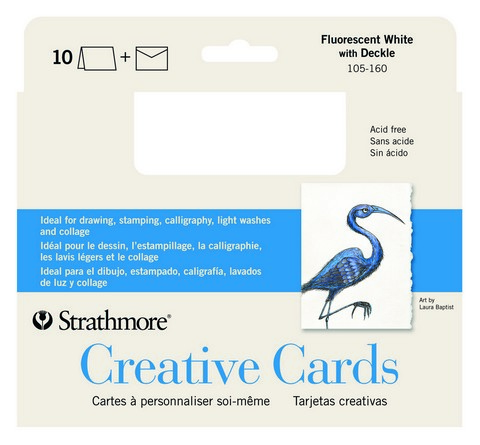 10 +
Fluorescent White
with Deckle
105-160
Acid free
Sans acide
Sin ácido
Ideal for drawing, stamping, calligraphy, light washes
and collage
Idéal pour le dessin, l'estampillage, la calligraphie,
les lavis légers et le collage
Ideal para el dibujo, estampado, caligrafía, lavados
de luz y collage
Art by
Laura Baptist
Strathmore®
Creative Cards
Cartes à personnaliser soi-même Tarjetas creativas